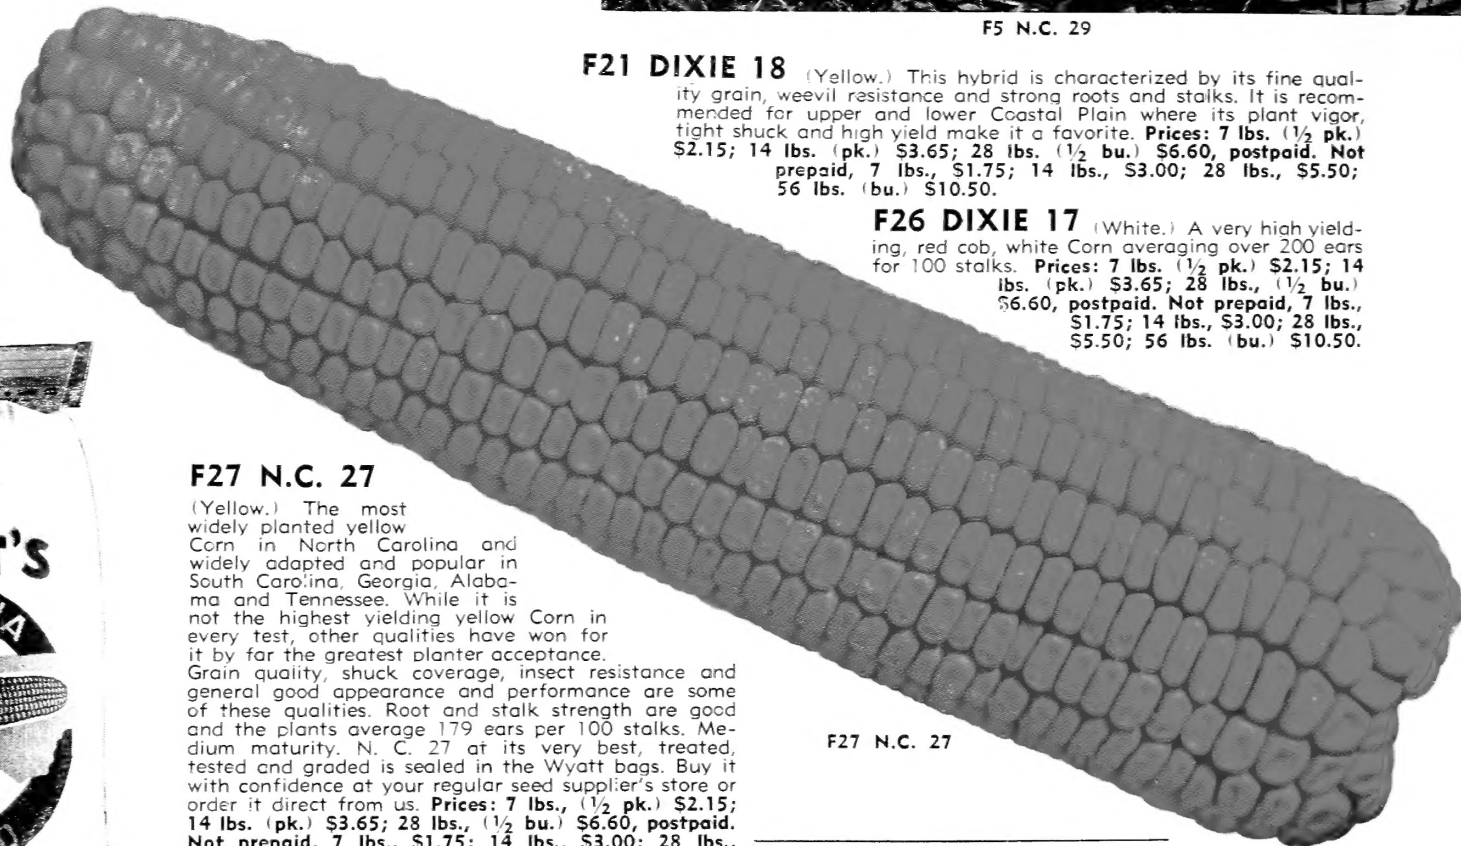 F5 N.C. 29
F21 DIXIE 18 (Yellow.) This hybrid is characterized by its fine qual-
ity grain, weevil resistance and strong roots and stalks. It is recom-
mended for upper and lower Coastal Plain where its plant vigor,
tight shuck and high yield make it a favorite. Prices: 7 lbs. (½ pk.)
$2.15; 14 lbs. (pk.) $3.65; 28 lbs. (½ bu.) $6.60, postpaid. Not
prepaid, 7 lbs., $1.75; 14 lbs., $3.00; 28 lbs., $5.50;
56 lbs. (bu.) $10.50.
F26 DIXIE 17 (White.) A very high yield-
ing, red cob, white Corn averaging over 200 ears
for 100 stalks. Prices: 7 lbs. (½ pk.) $2.15; 14
lbs. (pk.) $3.65; 28 lbs., (½ bu.)
$6.60, postpaid. Not prepaid, 7 lbs.,
$1.75; 14 lbs., $3.00; 28 lbs.,
$5.50; 56 lbs. (bu.) $10.50.
F27 N.C. 27
(Yellow.) The most
widely planted yellow
Corn in North Carolina and
widely adapted and popular in
South Carolina, Georgia, Alaba-
ma and Tennessee. While it is
not the highest yielding yellow Corn in
every test, other qualities have won for
it by far the greatest planter acceptance.
Grain quality, shuck coverage, insect resistance and
general good appearance and performance are some
of these qualities. Root and stalk strength are good
and the plants average 179 ears per 100 stalks. Me-
dium maturity. N. C. 27 at its very best, treated,
tested and graded is sealed in the Wyatt bags. Buy it
with confidence at your regular seed supplier's store or
order it direct from us. Prices: 7 lbs., (½ pk.) $2.15;
14 lbs. (pk.) $3.65; 28 lbs., (½ bu.) $6.60, postpaid.
Not prepaid, 7 lbs., $1.75; 14 lbs., $3.00; 28 lbs.,
F27 N.C. 27